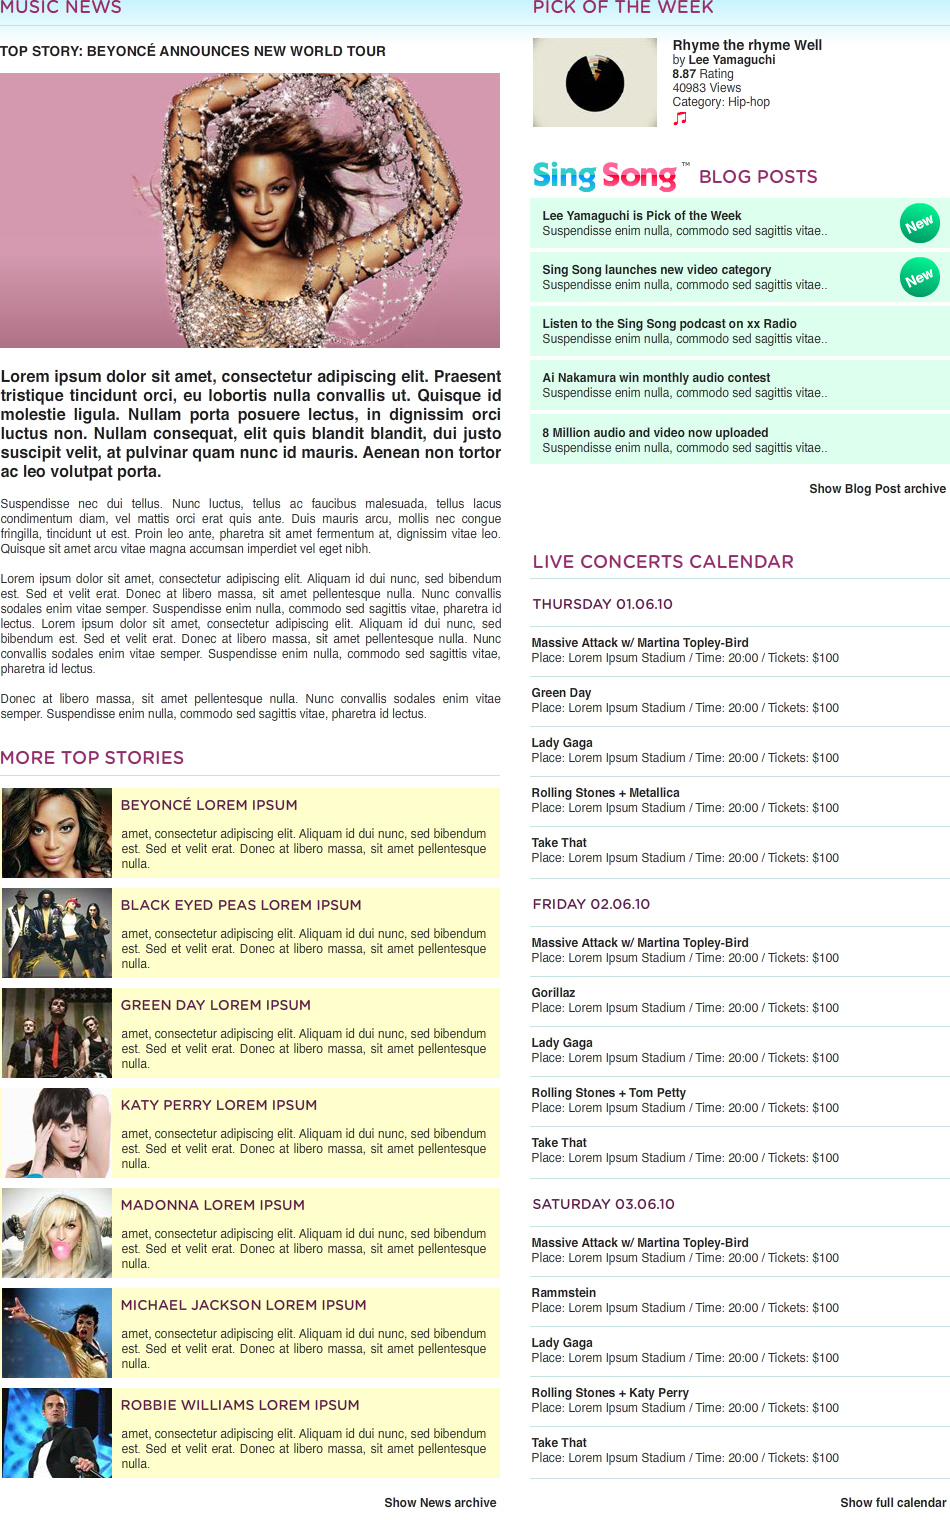 MUSIC NEWS
TOP STORY: BEYONCÉ ANNOUNCES NEW WORLD TOUR
Lorem ipsum dolor sit amet, consectetur adipiscing elit. Praesent
tristique tincidunt orci, eu lobortis nulla convallis ut. Quisque id
molestie ligula. Nullam porta posuere lectus, in dignissim orci
luctus non. Nullam consequat, elit quis blandit blandit, dui justo
suscipit velit, at pulvinar quam nunc id mauris. Aenean non tortor
ac leo volutpat porta.
Suspendisse nec dui tellus. Nunc luctus, tellus ac faucibus malesuada, tellus lacus
condimentum diam, vel mattis orci erat quis ante. Duis mauris arcu, mollis nec congue
fringilla, tincidunt ut est. Proin leo ante, pharetra sit amet fermentum at, dignissim vitae leo.
Quisque sit amet arcu vitae magna accumsan imperdiet vel eget nibh.
Lorem ipsum dolor sit amet, consectetur adipiscing elit. Aliquam id dui nunc, sed bibendum
est. Sed et velit erat. Donec at libero massa, sit amet pellentesque nulla. Nunc convallis
sodales enim vitae semper. Suspendisse enim nulla, commodo sed sagittis vitae, pharetra id
lectus. Lorem ipsum dolor sit amet, consectetur adipiscing elit. Aliquam id dui nunc, sed
bibendum est. Sed et velit erat. Donec at libero massa, sit amet pellentesque nulla. Nunc
convallis sodales enim vitae semper. Suspendisse enim nulla, commodo sed sagittis vitae,
pharetra id lectus.
Donec at libero massa, sit amet pellentesque nulla. Nunc convallis sodales enim vitae
semper. Suspendisse enim nulla, commodo sed sagittis vitae, pharetra id lectus.
MORE TOP STORIES
BEYONCÉ LOREM IPSUM
amet, consectetur adipiscing elit. Aliquam id dui nunc, sed bibendum
est. Sed et velit erat. Donec at libero massa, sit amet pellentesque
nulla.
BLACK EYED PEAS LOREM IPSUM
amet, consectetur adipiscing elit. Aliquam id dui nunc, sed bibendum
est. Sed et velit erat. Donec at libero massa, sit amet pellentesque
nulla.
GREEN DAY LOREM IPSUM
amet, consectetur adipiscing elit. Aliquam id dui nunc, sed bibendum
est. Sed et velit erat. Donec at libero massa, sit amet pellentesque
nulla.
KATY PERRY LOREM IPSUM
amet, consectetur adipiscing elit. Aliquam id dui nunc, sed bibendum
est. Sed et velit erat. Donec at libero massa, sit amet pellentesque
nulla.
MADONNA LOREM IPSUM
amet, consectetur adipiscing elit. Aliquam id dui nunc, sed bibendum
est. Sed et velit erat. Donec at libero massa, sit amet pellentesque
nulla.
MICHAEL JACKSON LOREM IPSUM
amet, consectetur adipiscing elit. Aliquam id dui nunc, sed bibendum
est. Sed et velit erat. Donec at libero massa, sit amet pellentesque
nulla.
ROBBIE WILLIAMS LOREM IPSUM
amet, consectetur adipiscing elit. Aliquam id dui nunc, sed bibendum
est. Sed et velit erat. Donec at libero massa, sit amet pellentesque
nulla.
Show News archive
PICK OF THE WEEK
Rhyme the rhyme Well
by Lee Yamaguchi
8.87 Rating
40983 Views
Category: Hip-hop
Sing Song™ BLOG POSTS
Lee Yamaguchi is Pick of the Week
Suspendisse enim nulla, commodo sed sagittis vitae..
New
Sing Song launches new video category
Suspendisse enim nulla, commodo sed sagittis vitae..
New
Listen to the Sing Song podcast on xx Radio
Suspendisse enim nulla, commodo sed sagittis vitae..
Ai Nakamura win monthly audio contest
Suspendisse enim nulla, commodo sed sagittis vitae..
8 Million audio and video now uploaded
Suspendisse enim nulla, commodo sed sagittis vitae..
Show Blog Post archive
LIVE CONCERTS CALENDAR
THURSDAY 01.06.10
Massive Attack w/ Martina Topley-Bird
Place: Lorem Ipsum Stadium / Time: 20:00 / Tickets: $100
Green Day
Place: Lorem Ipsum Stadium / Time: 20:00 / Tickets: $100
Lady Gaga
Place: Lorem Ipsum Stadium / Time: 20:00 / Tickets: $100
Rolling Stones + Metallica
Place: Lorem Ipsum Stadium / Time: 20:00 / Tickets: $100
Take That
Place: Lorem Ipsum Stadium / Time: 20:00 / Tickets: $100
FRIDAY 02.06.10
Massive Attack w/ Martina Topley-Bird
Place: Lorem Ipsum Stadium / Time: 20:00 / Tickets: $100
Gorillaz
Place: Lorem Ipsum Stadium / Time: 20:00 / Tickets: $100
Lady Gaga
Place: Lorem Ipsum Stadium / Time: 20:00 / Tickets: $100
Rolling Stones + Tom Petty
Place: Lorem Ipsum Stadium / Time: 20:00 / Tickets: $100
Take That
Place: Lorem Ipsum Stadium / Time: 20:00 / Tickets: $100
SATURDAY 03.06.10
Massive Attack w/ Martina Topley-Bird
Place: Lorem Ipsum Stadium / Time: 20:00 / Tickets: $100
Rammstein
Place: Lorem Ipsum Stadium / Time: 20:00 / Tickets: $100
Lady Gaga
Place: Lorem Ipsum Stadium / Time: 20:00 / Tickets: $100
Rolling Stones + Katy Perry
Place: Lorem Ipsum Stadium / Time: 20:00 / Tickets: $100
Take That
Place: Lorem Ipsum Stadium / Time: 20:00 / Tickets: $100
Show full calendar